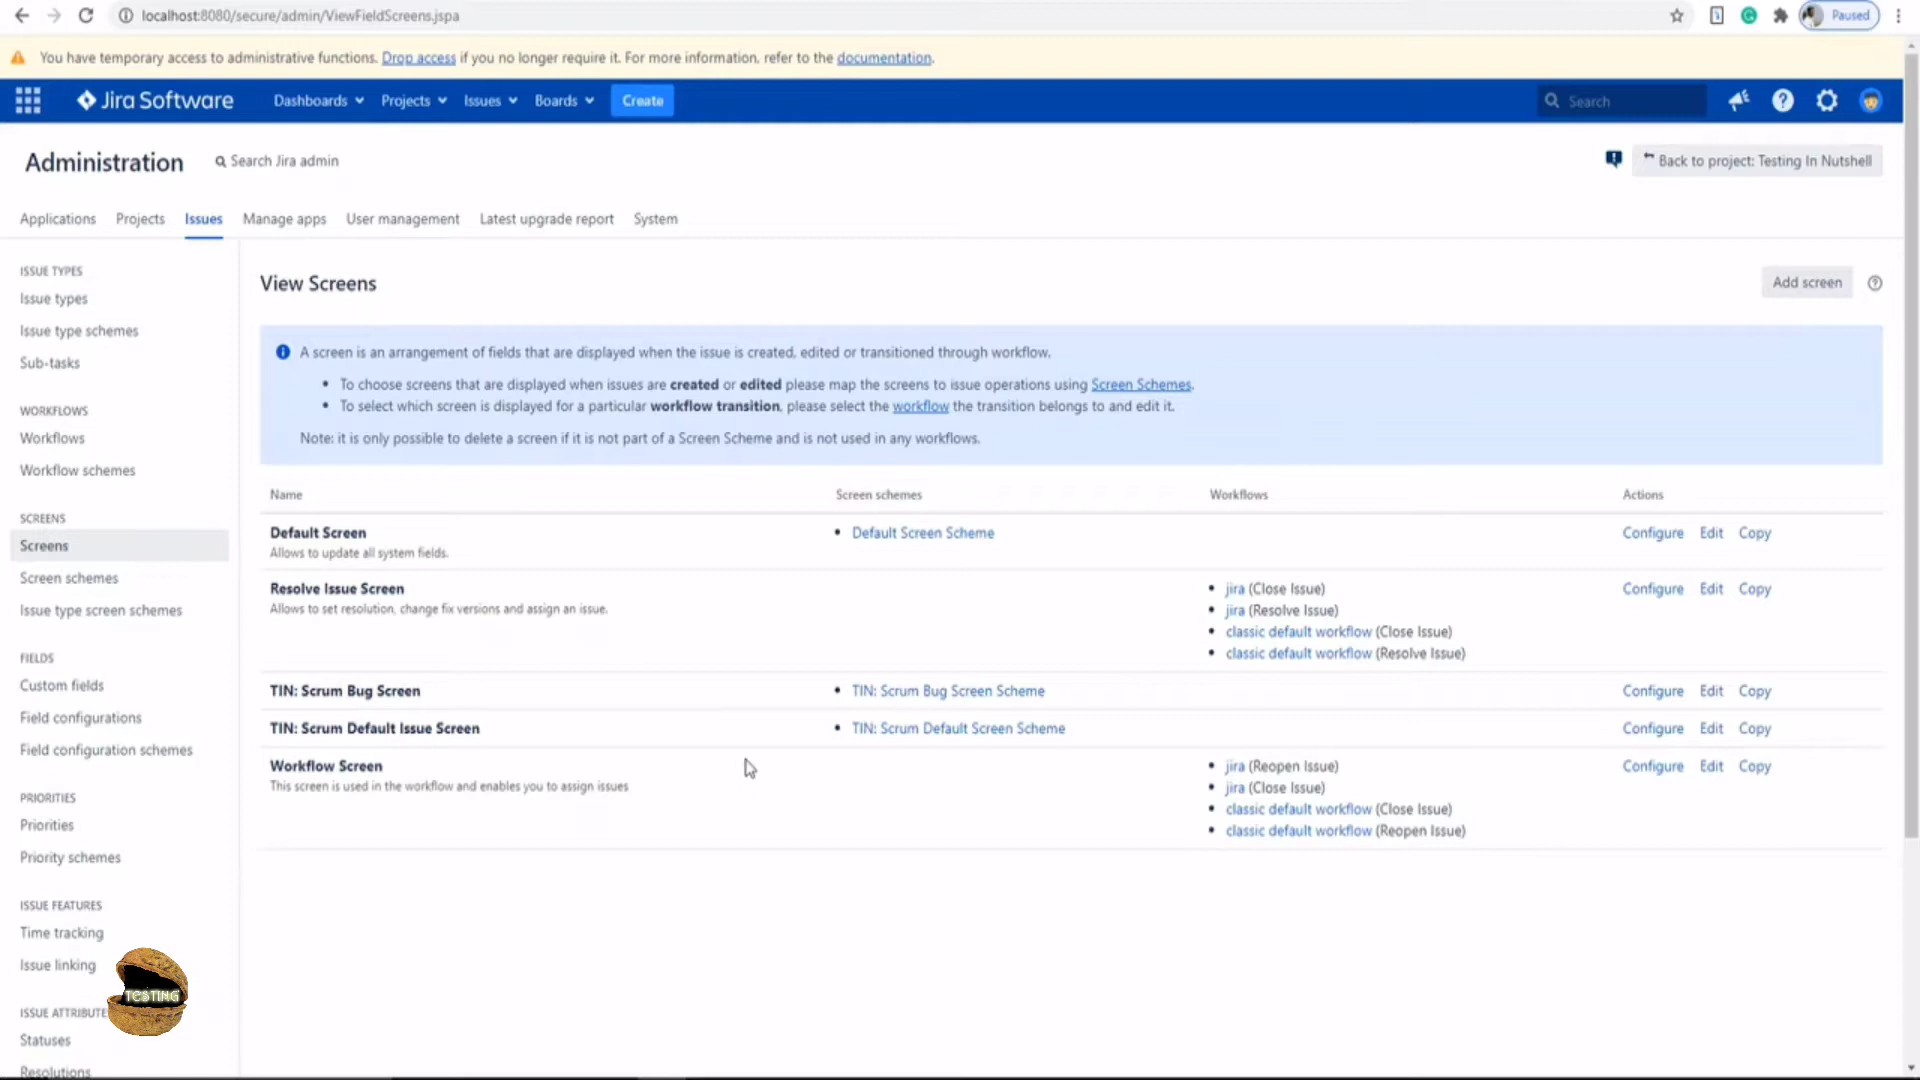 localhost:8080/secure/admin/ViewFieldScreens.jspa
Paused
You have temporary access to administrative functions. Drop access if you no longer require it. For more information, refer to the documentation.
Jira Software
Dashboards
Projects
Issues
Boards
Create
Search
Administration
Search Jira admin
Back to project: Testing In Nutshell
Applications
Projects
Issues
Manage apps
User management
Latest upgrade report
System
ISSUE TYPES
Issue types
Issue type schemes
Sub-tasks
WORKFLOWS
Workflows
Workflow schemes
SCREENS
Screens
Screen schemes
Issue type screen schemes
FIELDS
Custom fields
Field configurations
Field configuration schemes
PRIORITIES
Priorities
Priority schemes
ISSUE FEATURES
Time tracking
Issue linking
ISSUE ATTRIBUTE
Statuses
Resolutions
TESTING
View Screens
Add screen
A screen is an arrangement of fields that are displayed when the issue is created, edited or transitioned through workflow.
• To choose screens that are displayed when issues are created or edited please map the screens to issue operations using Screen Schemes.
• To select which screen is displayed for a particular workflow transition, please select the workflow the transition belongs to and edit it.
Note: it is only possible to delete a screen if it is not part of a Screen Scheme and is not used in any workflows.
Name Screen schemes Workflows Actions
Default Screen
Allows to update all system fields.
• Default Screen Scheme
Configure Edit Copy
Resolve Issue Screen
Allows to set resolution, change fix versions and assign an issue.
• jira (Close Issue)
• jira (Resolve Issue)
• classic default workflow (Close Issue)
• classic default workflow (Resolve Issue)
Configure Edit Copy
TIN: Scrum Bug Screen
• TIN: Scrum Bug Screen Scheme
Configure Edit Copy
TIN: Scrum Default Issue Screen
• TIN: Scrum Default Screen Scheme
Configure Edit Copy
Workflow Screen
This screen is used in the workflow and enables you to assign issues
• jira (Reopen Issue)
• jira (Close Issue)
• classic default workflow (Close Issue)
• classic default workflow (Reopen Issue)
Configure Edit Copy